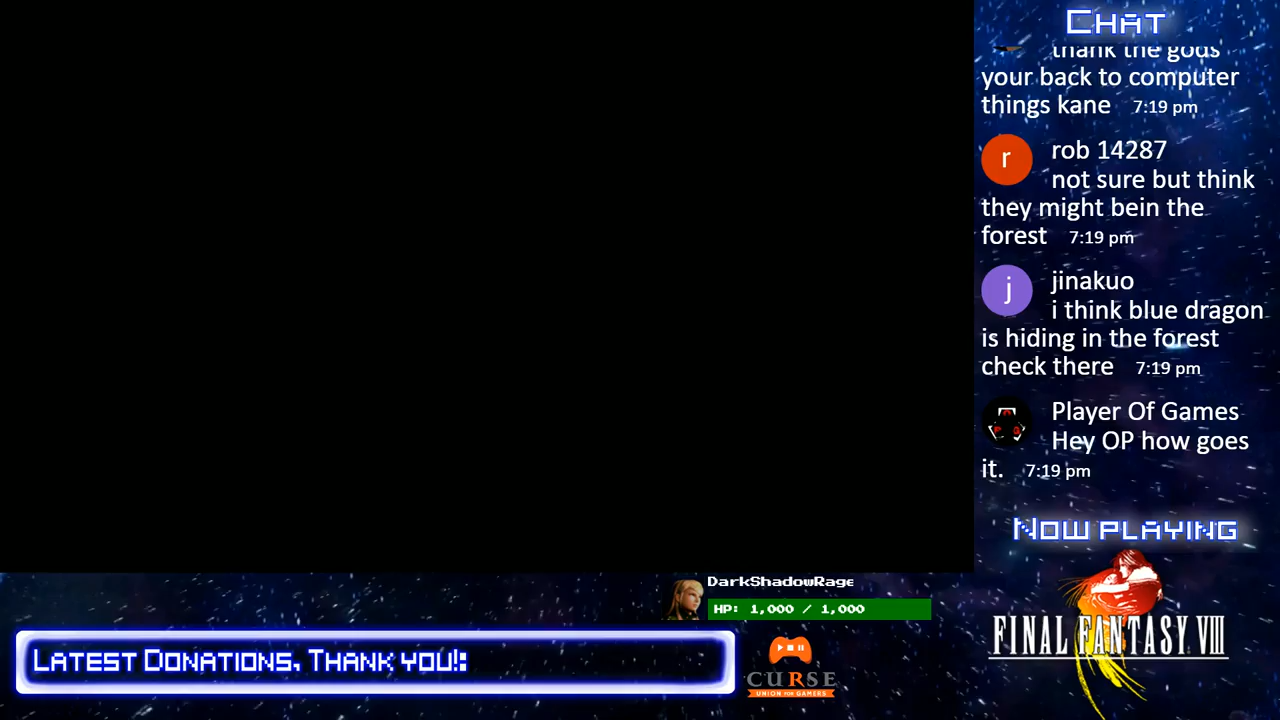 CHAT
thank the gods
your back to computer
things kane 7:19 pm
r
rob 14287
not sure but think
they might bein the
forest 7:19 pm
j
jinakuo
i think blue dragon
is hiding in the forest
check there 7:19 pm
Player Of Games
Hey OP how goes
it. 7:19 pm
NOW PLAYING
FINAL FANTASY VIII
DarkShadowRage
HP: 1,000 / 1,000
LATEST DONATIONS, THANK YOU!:
CURSE
UNION FOR GAMERS